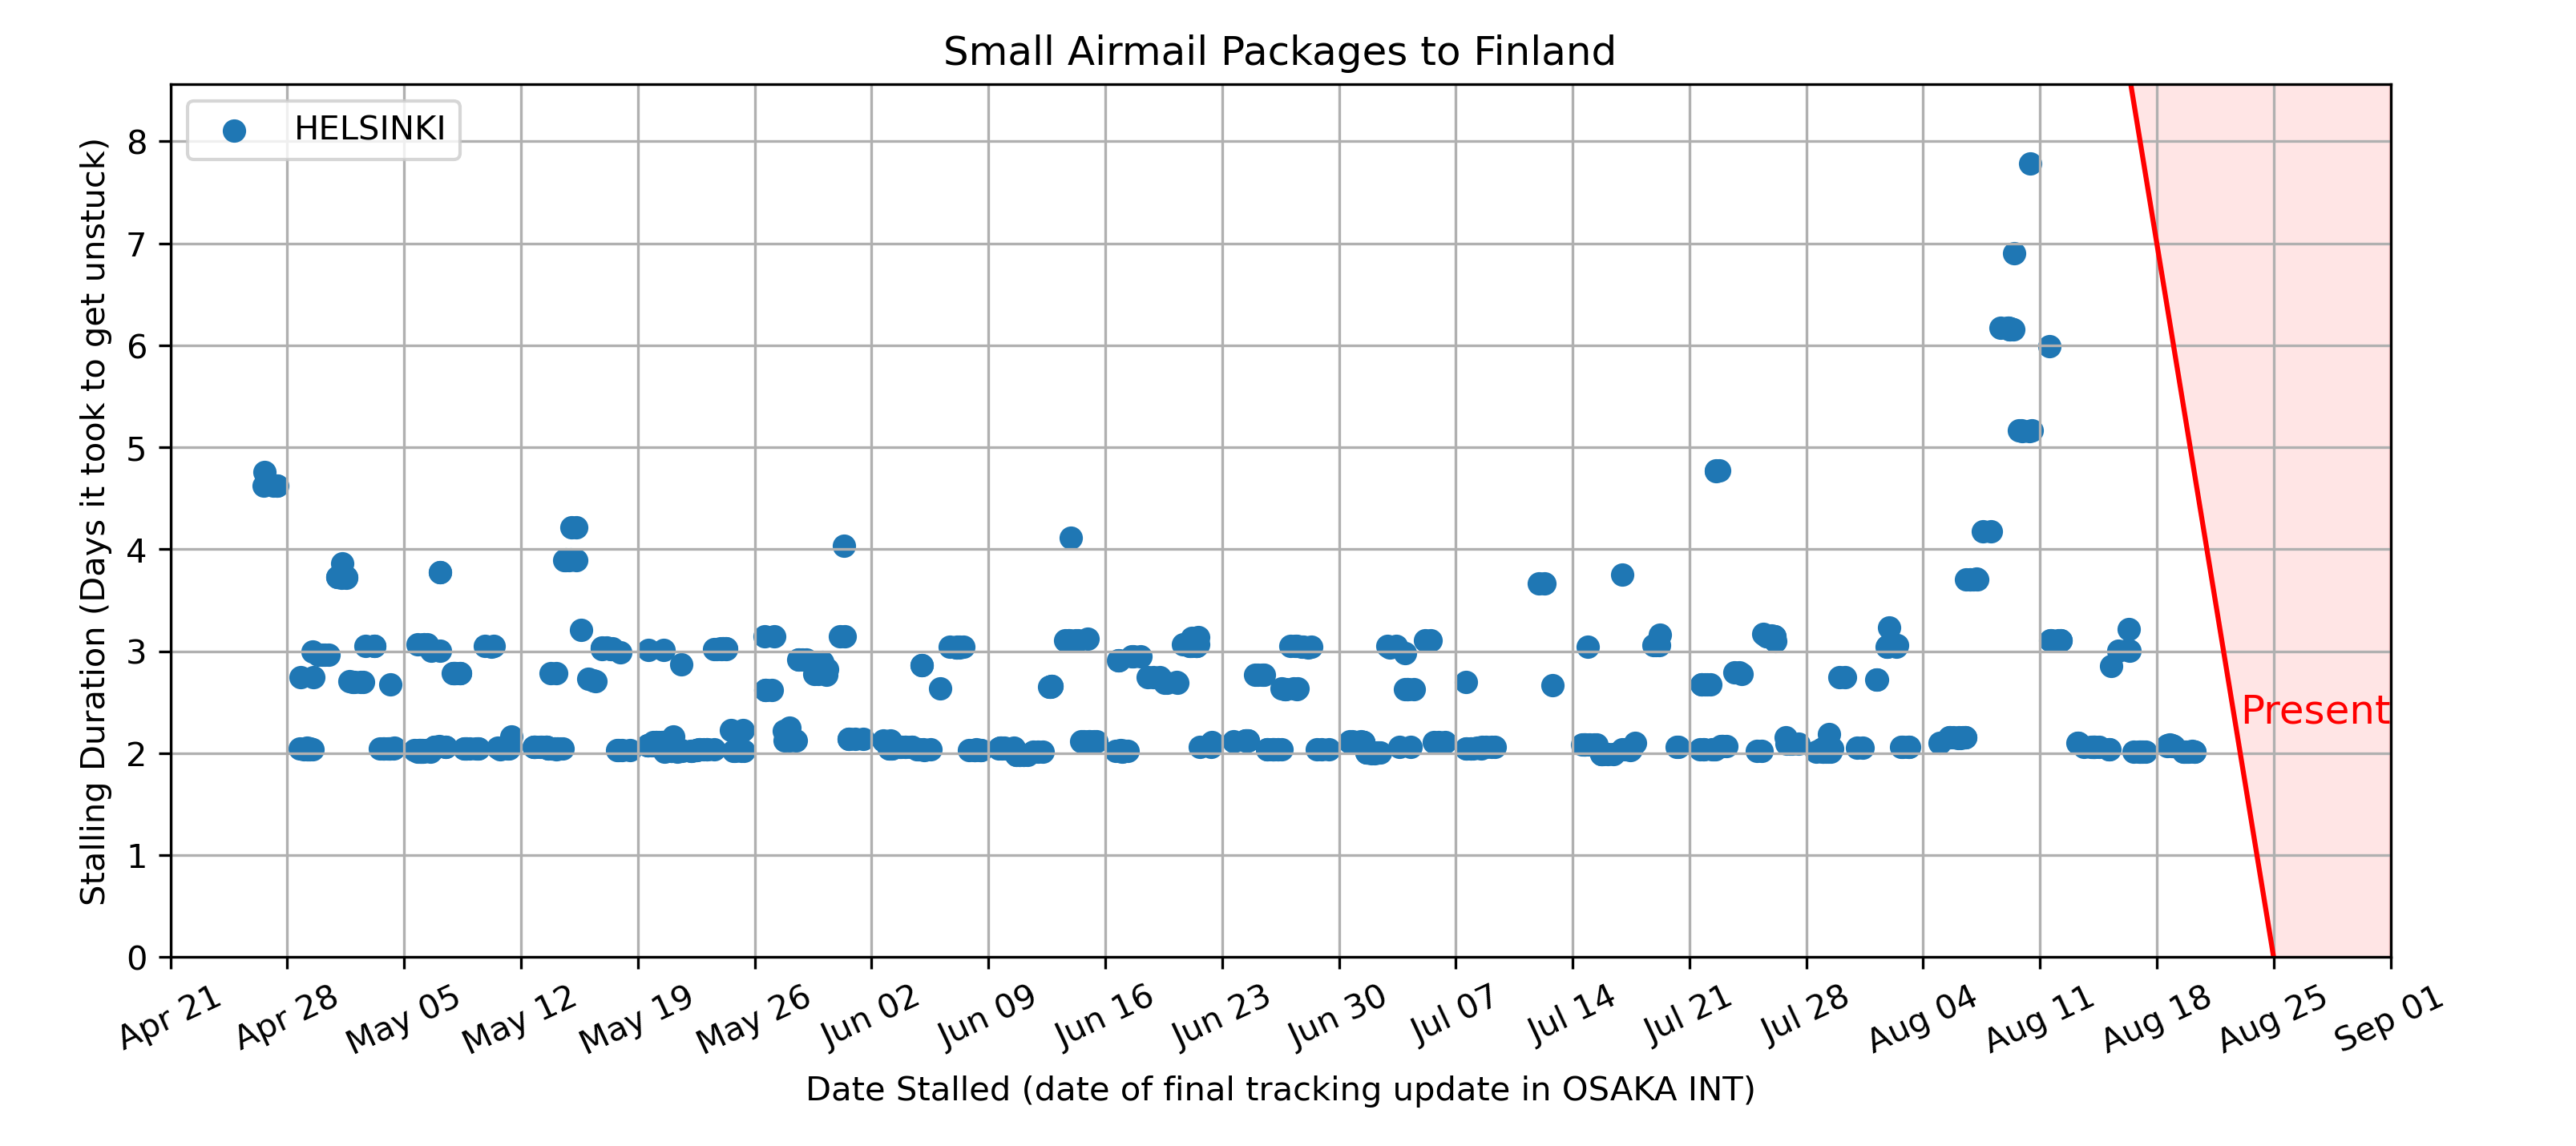 Small Airmail Packages to Finland
HELSINKI
Stalling Duration (Days it took to get unstuck)
8
7
6
5
4
3
2
1
0
Present
Apr 21
Apr 28
May 05
May 12
May 19
May 26
Jun 02
Jun 09
Jun 16
Jun 23
Jun 30
Jul 07
Jul 14
Jul 21
Jul 28
Aug 04
Aug 11
Aug 18
Aug 25
Sep 01
Date Stalled (date of final tracking update in OSAKA INT)